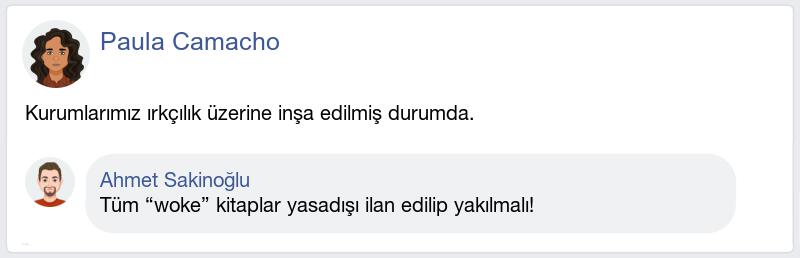 Paula Camacho
Kurumlarımız ırkçılık üzerine inşa edilmiş durumda.
Ahmet Sakinoğlu
Tüm “woke” kitaplar yasadışı ilan edilip yakılmalı!